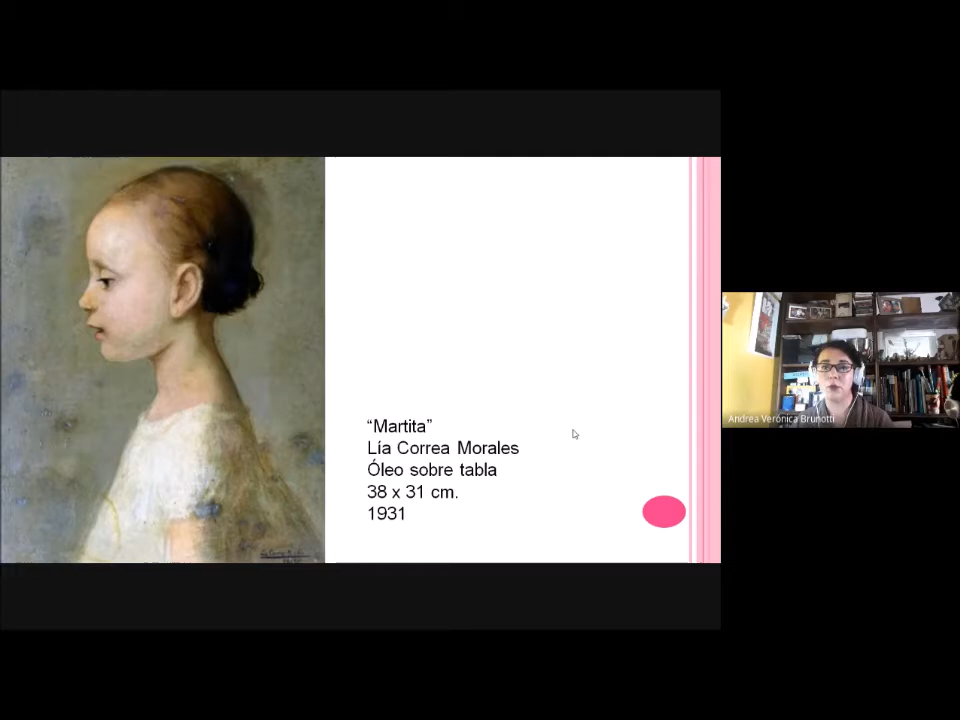 “Martita”
Lía Correa Morales
Óleo sobre tabla
38 x 31 cm.
1931
Andrea Verónica Brunotti